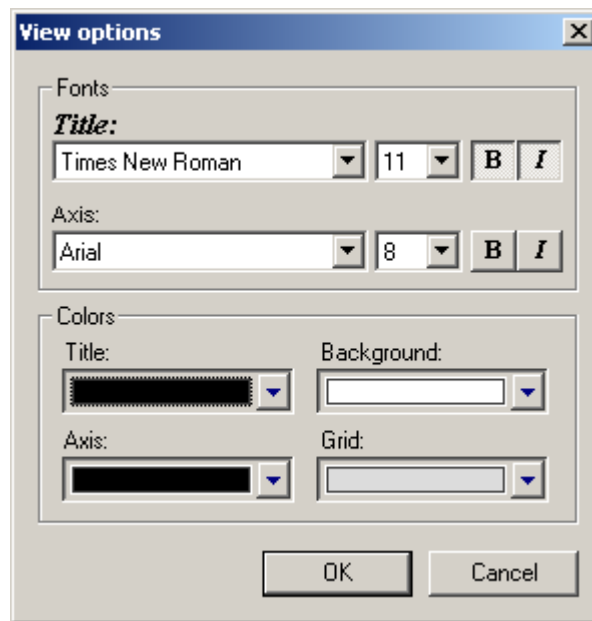 View options
Fonts
Title:
Times New Roman 11 B I
Axis:
Arial 8 B I
Colors
Title: Background:
Axis: Grid:
OK Cancel